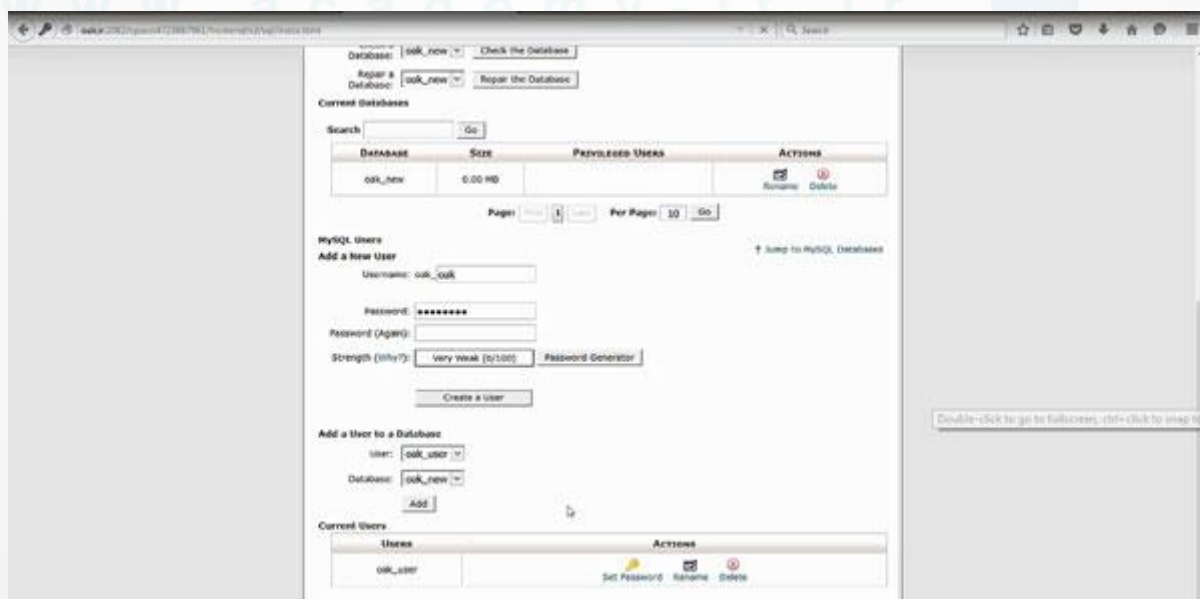 Search
Database: oak_new Check the Database
Repair a
Database: oak_new Repair the Database
Current Databases
Search Go
DATABASE SIZE PRIVILEGED USERS ACTIONS
oak_new 0.00 MB Rename Delete
Page: 1 Per Page: 10 Go
MySQL Users
↑ Jump to MySQL Databases
Add a New User
Username: oak_ oak
Password: •••••••••
Password (Again):
Strength (Why?): Very Weak (0/100) Password Generator
Create a User
Add a User to a Database
User: oak_user
Database: oak_new
Add
Current Users
USERS ACTIONS
oak_user Set Password Rename Delete
Double-click to go to fullscreen, ctrl+click to snap